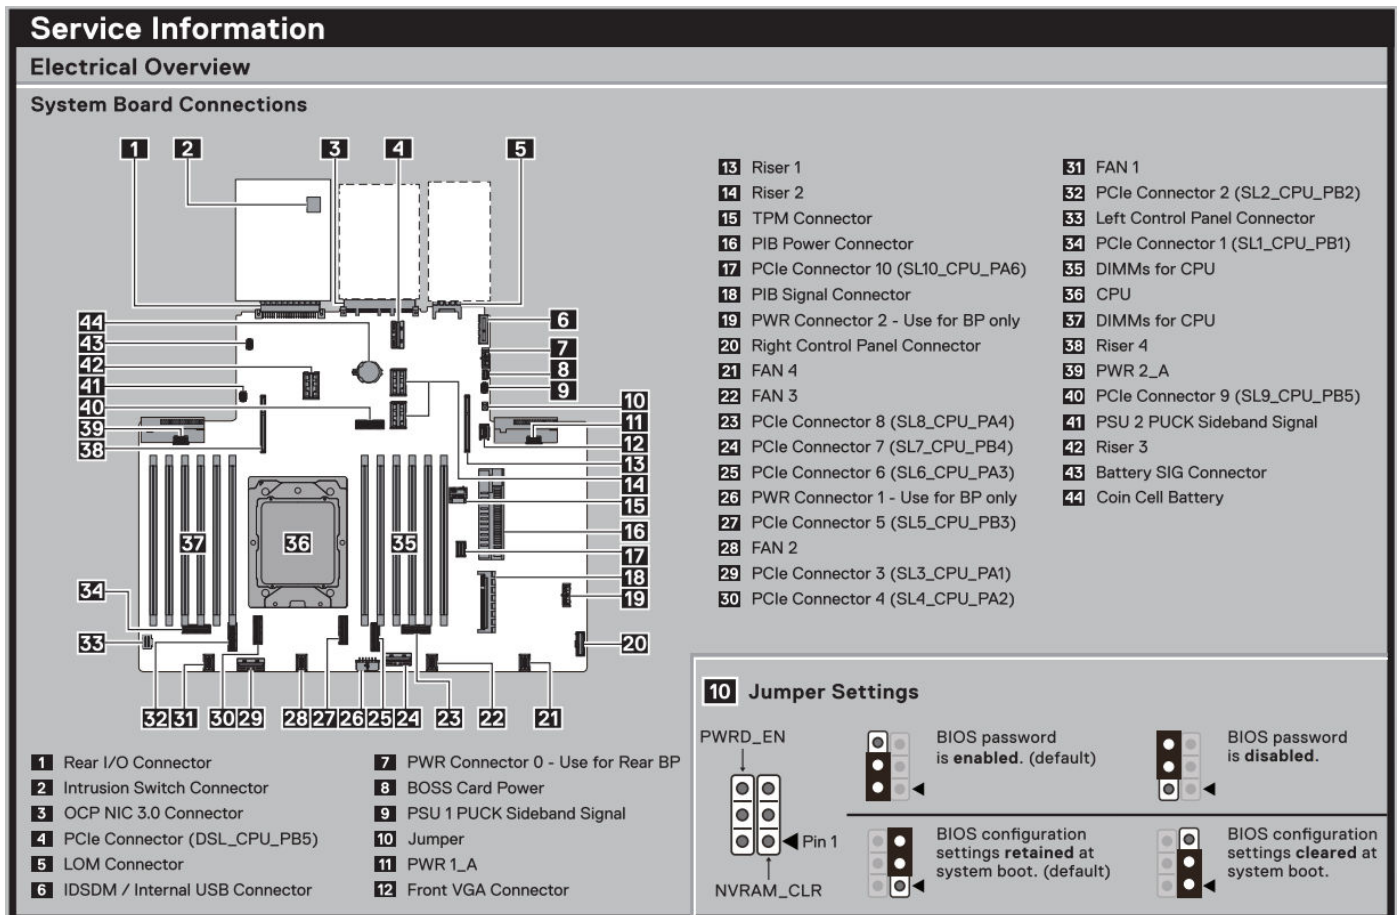 Service Information
Electrical Overview
System Board Connections
1 2 3 4 5
44
43
42
41
40
39
38
6
7
8
9
10
11
12
13
14
15
16
17
18
19
20
37 36 35
34
33
32 31 30 29 28 27 26 25 24 23 22 21
1 Rear I/O Connector
2 Intrusion Switch Connector
3 OCP NIC 3.0 Connector
4 PCIe Connector (DSL_CPU_PB5)
5 LOM Connector
6 IDSDM / Internal USB Connector
7 PWR Connector 0 - Use for Rear BP
8 BOSS Card Power
9 PSU 1 PUCK Sideband Signal
10 Jumper
11 PWR 1_A
12 Front VGA Connector
13 Riser 1
14 Riser 2
15 TPM Connector
16 PIB Power Connector
17 PCIe Connector 10 (SL10_CPU_PA6)
18 PIB Signal Connector
19 PWR Connector 2 - Use for BP only
20 Right Control Panel Connector
21 FAN 4
22 FAN 3
23 PCIe Connector 8 (SL8_CPU_PA4)
24 PCIe Connector 7 (SL7_CPU_PB4)
25 PCIe Connector 6 (SL6_CPU_PA3)
26 PWR Connector 1 - Use for BP only
27 PCIe Connector 5 (SL5_CPU_PB3)
28 FAN 2
29 PCIe Connector 3 (SL3_CPU_PA1)
30 PCIe Connector 4 (SL4_CPU_PA2)
31 FAN 1
32 PCIe Connector 2 (SL2_CPU_PB2)
33 Left Control Panel Connector
34 PCIe Connector 1 (SL1_CPU_PB1)
35 DIMMs for CPU
36 CPU
37 DIMMs for CPU
38 Riser 4
39 PWR 2_A
40 PCIe Connector 9 (SL9_CPU_PB5)
41 PSU 2 PUCK Sideband Signal
42 Riser 3
43 Battery SIG Connector
44 Coin Cell Battery
10 Jumper Settings
PWRD_EN
Pin 1
NVRAM_CLR
BIOS password
is enabled. (default)
BIOS password
is disabled.
BIOS configuration
settings retained at
system boot. (default)
BIOS configuration
settings cleared at
system boot.